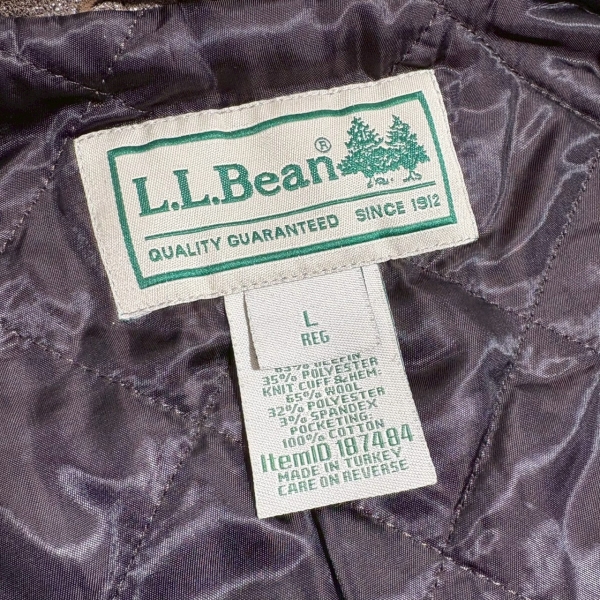 L.L.Bean®
QUALITY GUARANTEED SINCE 1912
L
REG
35% POLYESTER
KNIT CUFF & HEM:
65% WOOL
32% POLYESTER
3% SPANDEX
POCKETING:
100% COTTON
ItemID 187484
MADE IN TURKEY
CARE ON REVERSE